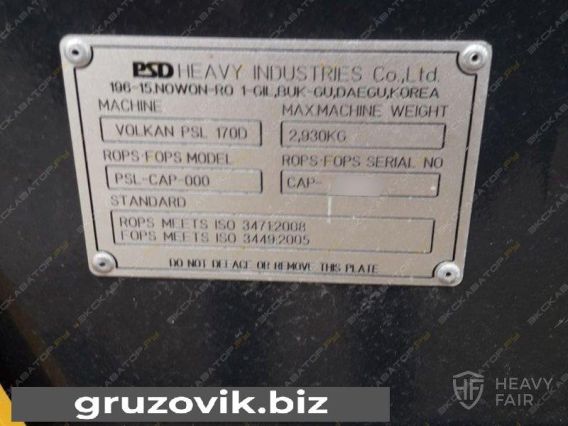 PSD HEAVY INDUSTRIES Co.,Ltd.
196-15,NOWON-RO 1-GIL,BUK-GU,DAEGU,KOREA
MACHINE MAX.MACHINE WEIGHT
VOLKAN PSL 170D 2,930KG
ROPS·FOPS MODEL ROPS·FOPS SERIAL NO
PSL-CAP-000 CAP-
STANDARD
ROPS MEETS ISO 3471:2008
FOPS MEETS ISO 3449:2005
DO NOT DEFACE OR REMOVE THIS PLATE
gruzovik.biz
HF HEAVY
FAIR
ЭКСКАВАТОР.РУ